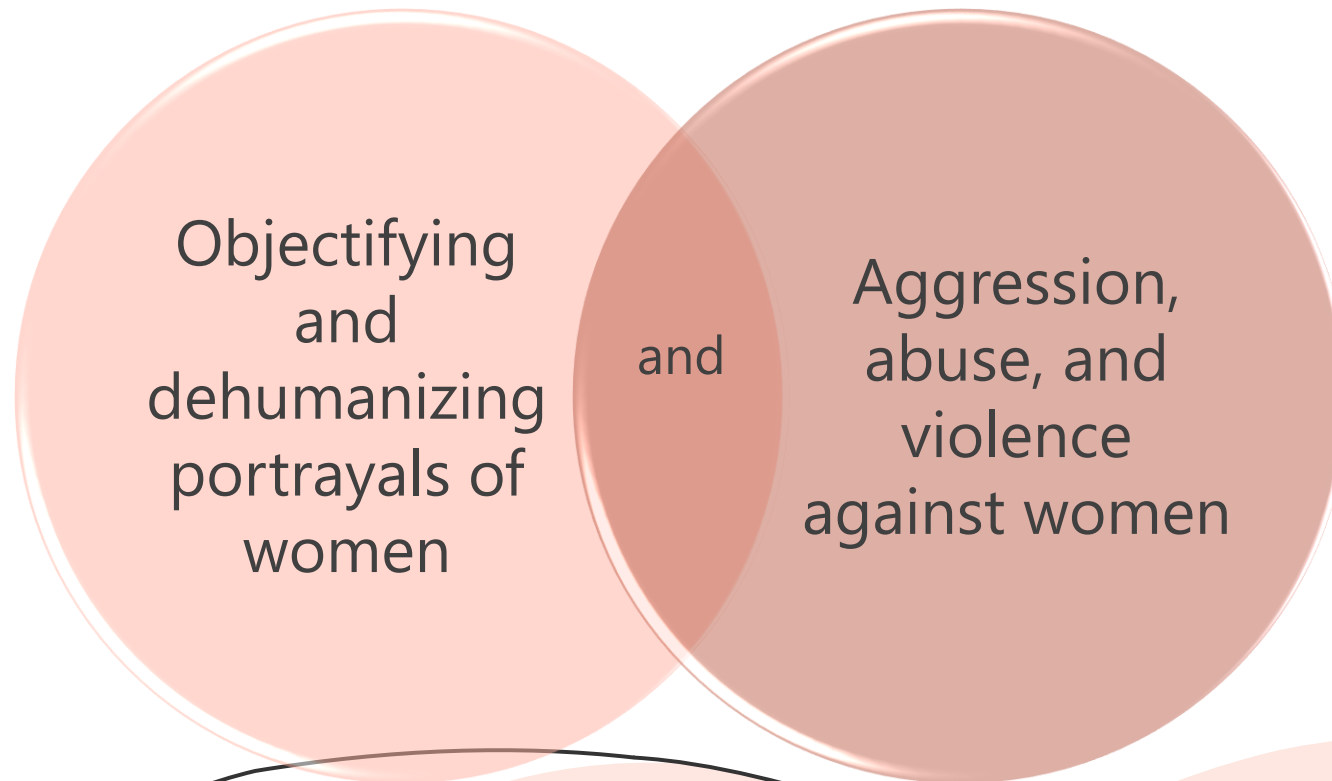 Objectifying
and
dehumanizing
portrayals of
women
and
Aggression,
abuse, and
violence
against women